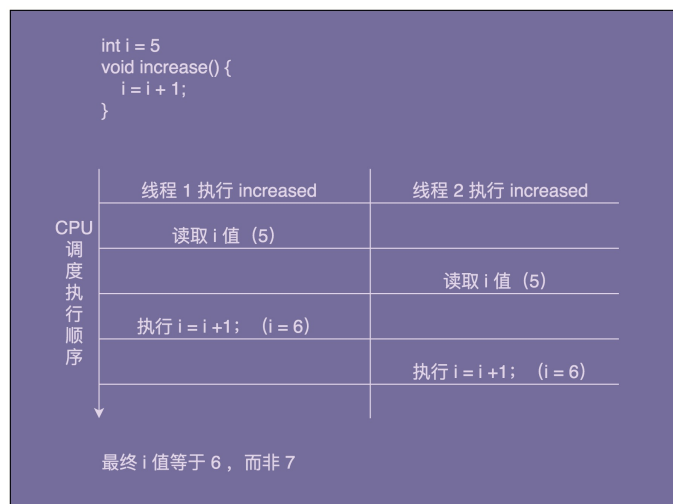 int i = 5
void increase() {
i = i + 1;
}
线程 1 执行 increased
线程 2 执行 increased
CPU
调
度
执
行
顺
序
读取 i 值（5）
读取 i 值（5）
执行 i = i +1； （i = 6）
执行 i = i +1； （i = 6）
最终 i 值等于 6 ，而非 7